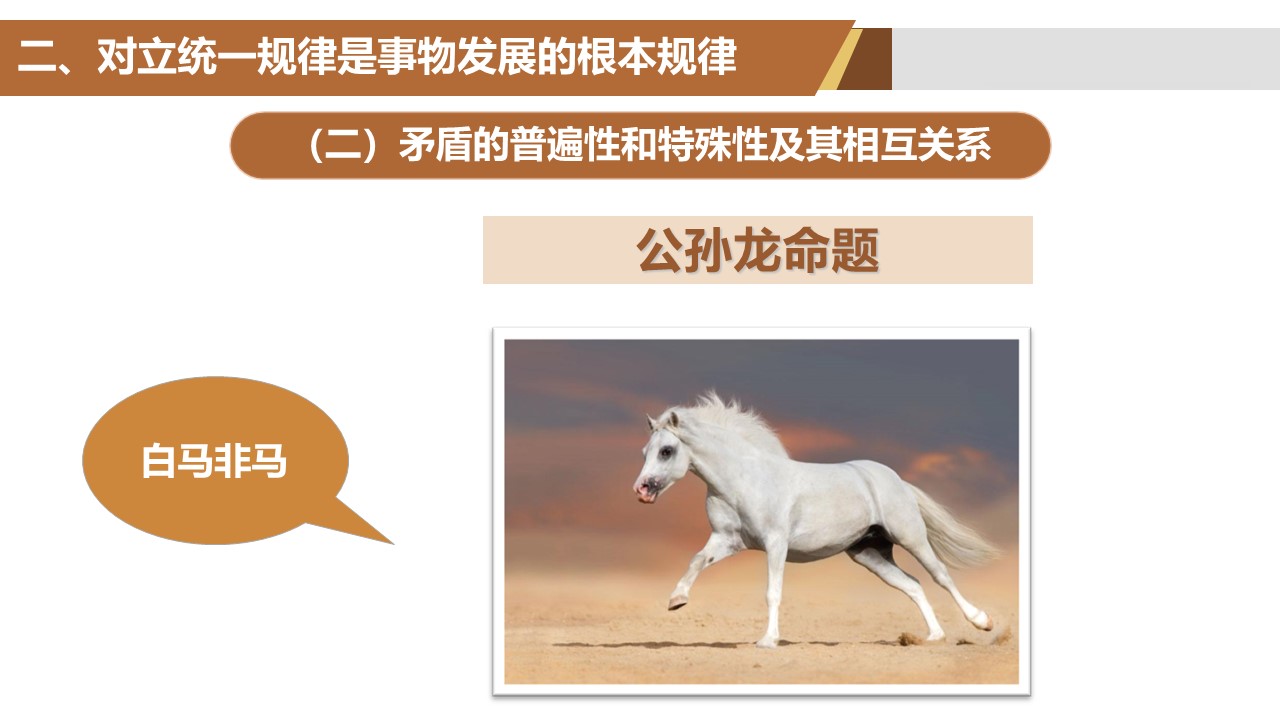 二、对立统一规律是事物发展的根本规律
（二）矛盾的普遍性和特殊性及其相互关系
公孙龙命题
白马非马